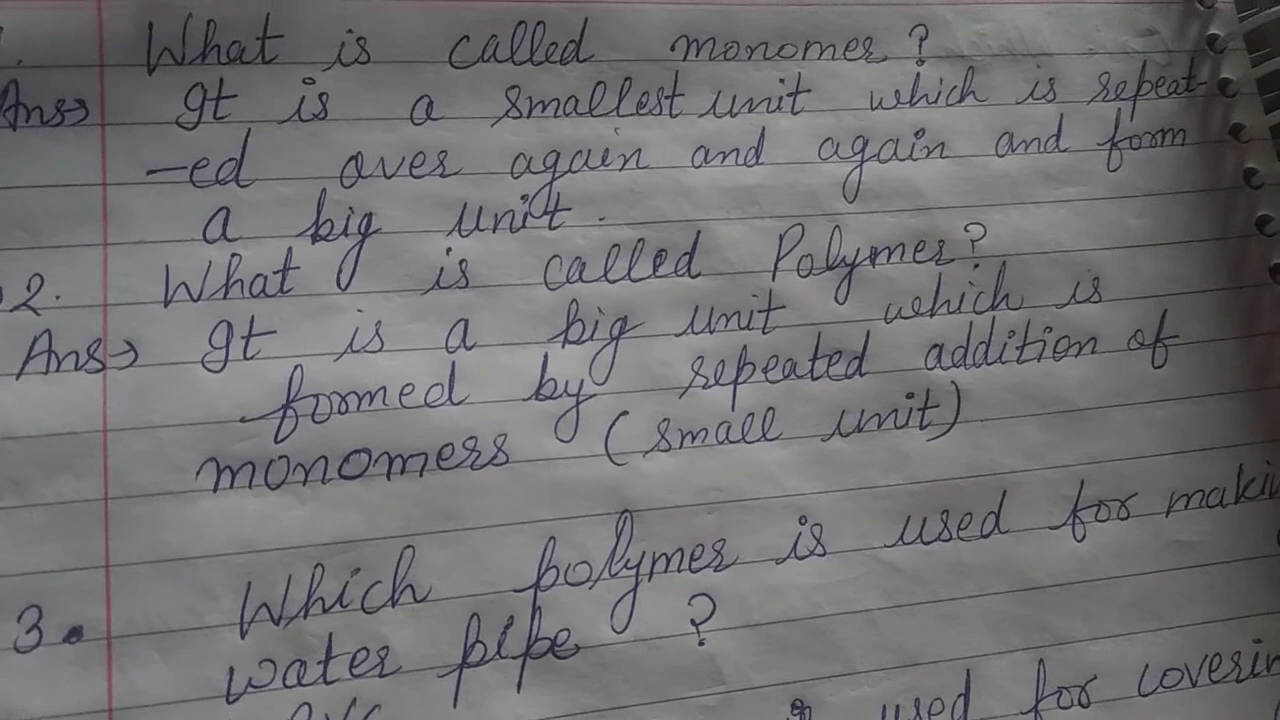 1.
What is called monomer?
Ans→ It is a smallest unit which is repeat-
-ed over again and again and form
a big unit.
2. What is called Polymer?
Ans→ It is a big unit which is
formed by repeated addition of
monomers (small unit)
3. Which polymer is used for maki
water pipe ?
used for coverin